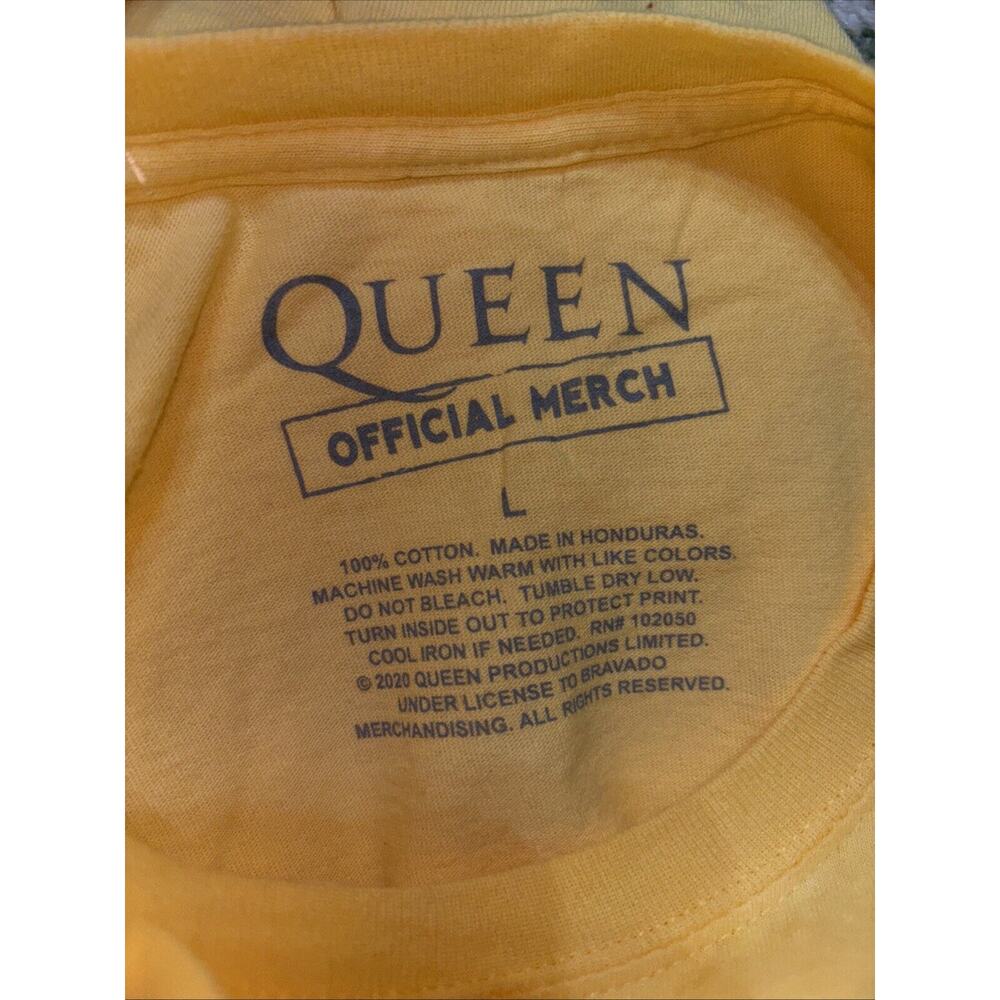 QUEEN
OFFICIAL MERCH
L
100% COTTON. MADE IN HONDURAS.
MACHINE WASH WARM WITH LIKE COLORS.
DO NOT BLEACH. TUMBLE DRY LOW.
TURN INSIDE OUT TO PROTECT PRINT.
COOL IRON IF NEEDED. RN# 102050
© 2020 QUEEN PRODUCTIONS LIMITED.
UNDER LICENSE TO BRAVADO
MERCHANDISING. ALL RIGHTS RESERVED.